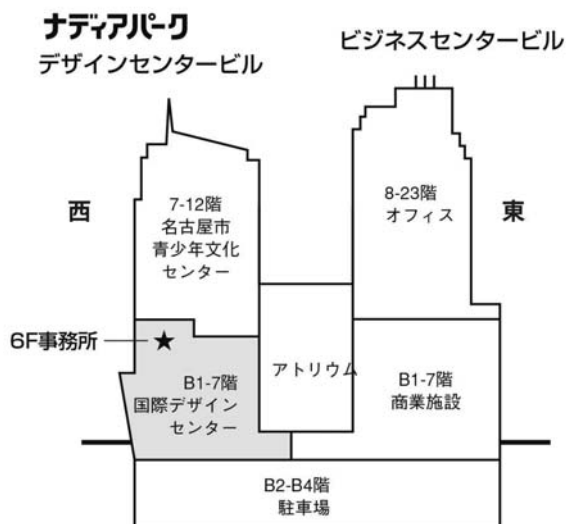 ナディアパーク
デザインセンタービル
ビジネスセンタービル
西
7-12階
名古屋市
青少年文化
センター
8-23階
オフィス
東
6F事務所
★
アトリウム
B1-7階
国際デザイン
センター
B1-7階
商業施設
B2-B4階
駐車場